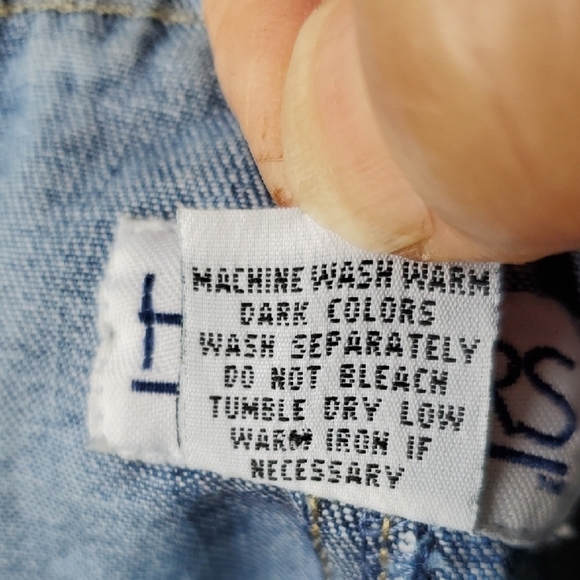 MACHINE WASH WARM
DARK COLORS
WASH SEPARATELY
DO NOT BLEACH
TUMBLE DRY LOW
WARM IRON IF
NECESSARY